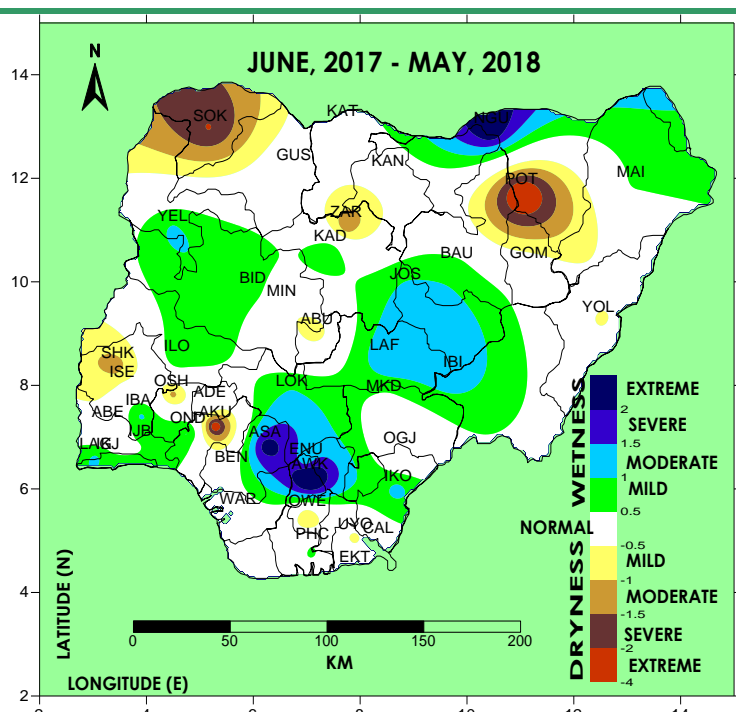 JUNE, 2017 - MAY, 2018
N
14
12
10
8
6
4
2
SOK
KAT
NGU
GUS
KAN
MAI
POT
YEL
ZAR
KAD
BAU
GOM
BID
MIN
JOS
YOL
ABU
SHK
ISE
ILO
LAF
IBI
OSH
LOK
MKD
ABE
IBA
ADE
OND
AKU
IJB
LAG
IKJ
BEN
ASA
ENU
AWK
OGJ
IKO
WAR
OWE
PHC
UYO
CAL
EKT
WETNESS
DRYNESS
EXTREME
2
SEVERE
1.5
MODERATE
1
MILD
0.5
NORMAL
-0.5
MILD
-1
MODERATE
-1.5
SEVERE
-2
EXTREME
-4
LATITUDE (N)
0 50 100 150 200
KM
LONGITUDE (E)